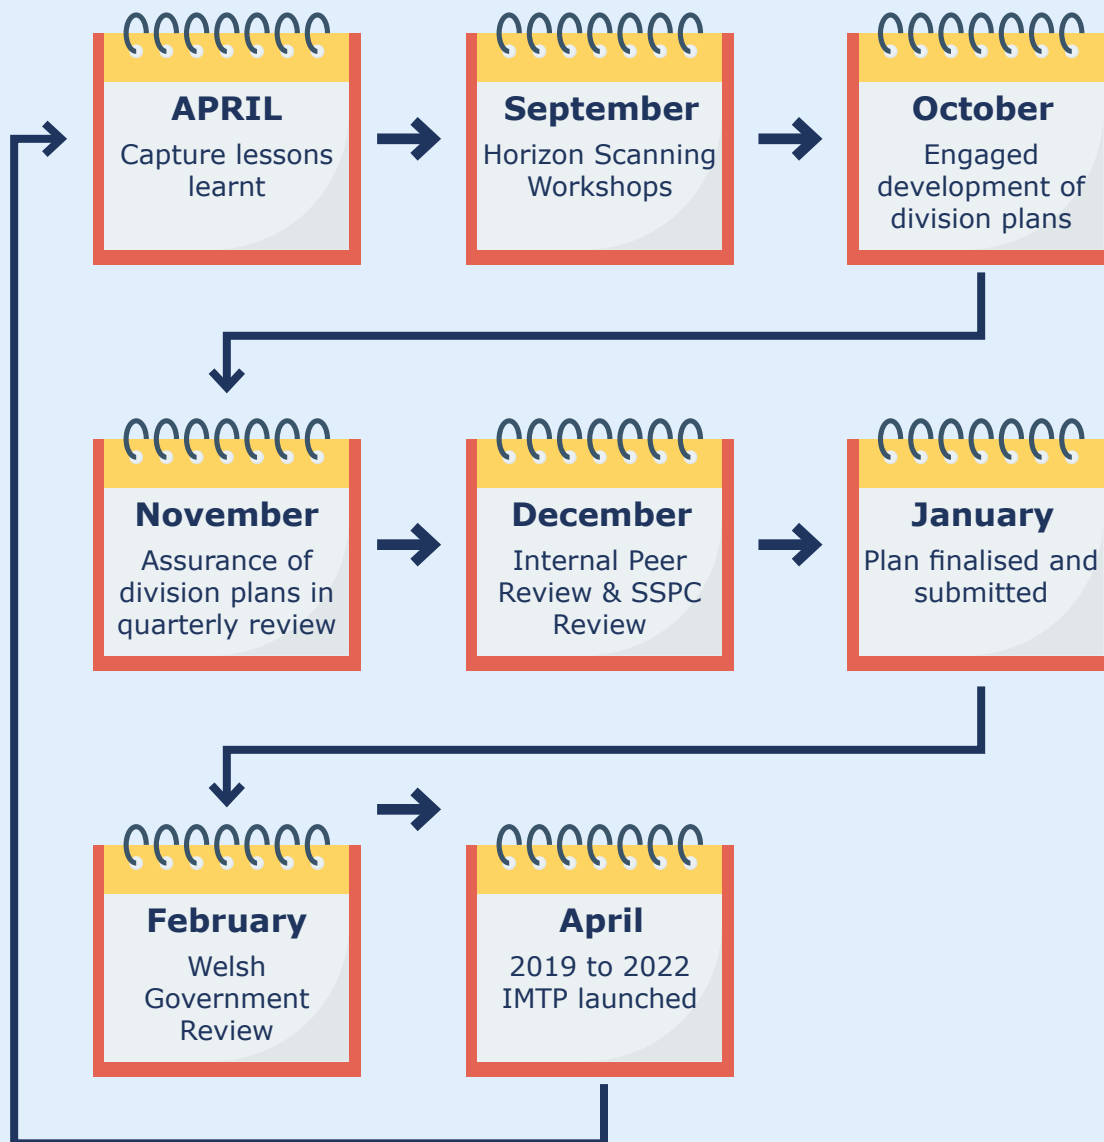 APRIL
Capture lessons
learnt
September
Horizon Scanning
Workshops
October
Engaged
development of
division plans
November
Assurance of
division plans in
quarterly review
December
Internal Peer
Review & SSPC
Review
January
Plan finalised and
submitted
February
Welsh
Government
Review
April
2019 to 2022
IMTP launched